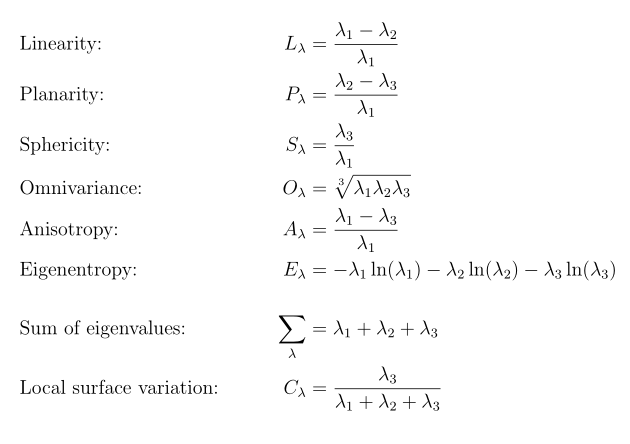 Linearity: L_λ = (λ₁ − λ₂) / λ₁
Planarity: P_λ = (λ₂ − λ₃) / λ₁
Sphericity: S_λ = λ₃ / λ₁
Omnivariance: O_λ = ∛(λ₁λ₂λ₃)
Anisotropy: A_λ = (λ₁ − λ₃) / λ₁
Eigenentropy: E_λ = −λ₁ ln(λ₁) − λ₂ ln(λ₂) − λ₃ ln(λ₃)
Sum of eigenvalues: ∑_λ = λ₁ + λ₂ + λ₃
Local surface variation: C_λ = λ₃ / (λ₁ + λ₂ + λ₃)